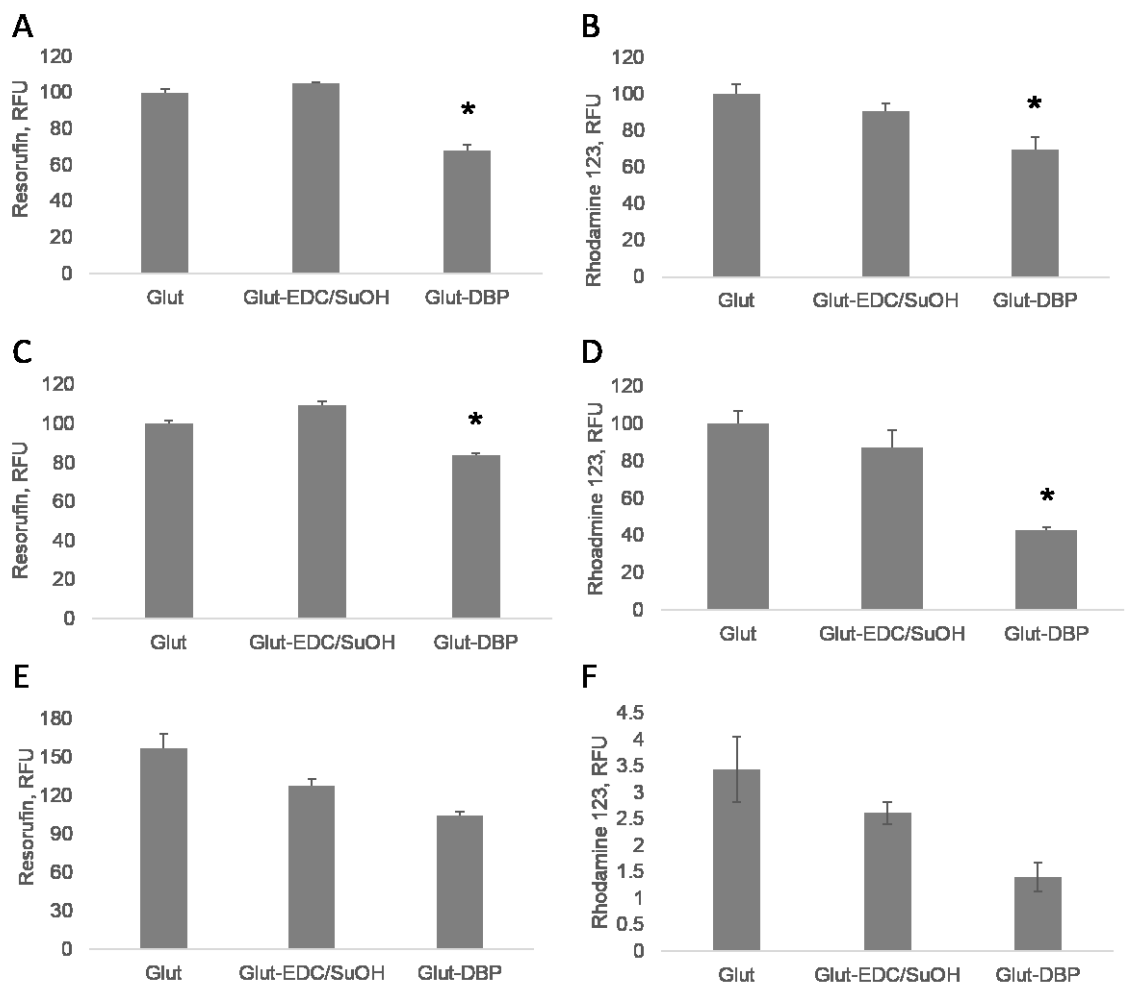 A
Resorufin, RFU
120
100
80
60
40
20
0
*
Glut
Glut-EDC/SuOH
Glut-DBP
B
Rhodamine 123, RFU
120
100
80
60
40
20
0
*
Glut
Glut-EDC/SuOH
Glut-DBP
C
Resorufin, RFU
120
100
80
60
40
20
0
*
Glut
Glut-EDC/SuOH
Glut-DBP
D
Rhoadmine 123, RFU
120
100
80
60
40
20
0
*
Glut
Glut-EDC/SuOH
Glut-DBP
E
Resorufin, RFU
180
150
120
90
60
30
0
Glut
Glut-EDC/SuOH
Glut-DBP
F
Rhodamine 123, RFU
4.5
4
3.5
3
2.5
2
1.5
1
0.5
0
Glut
Glut-EDC/SuOH
Glut-DBP